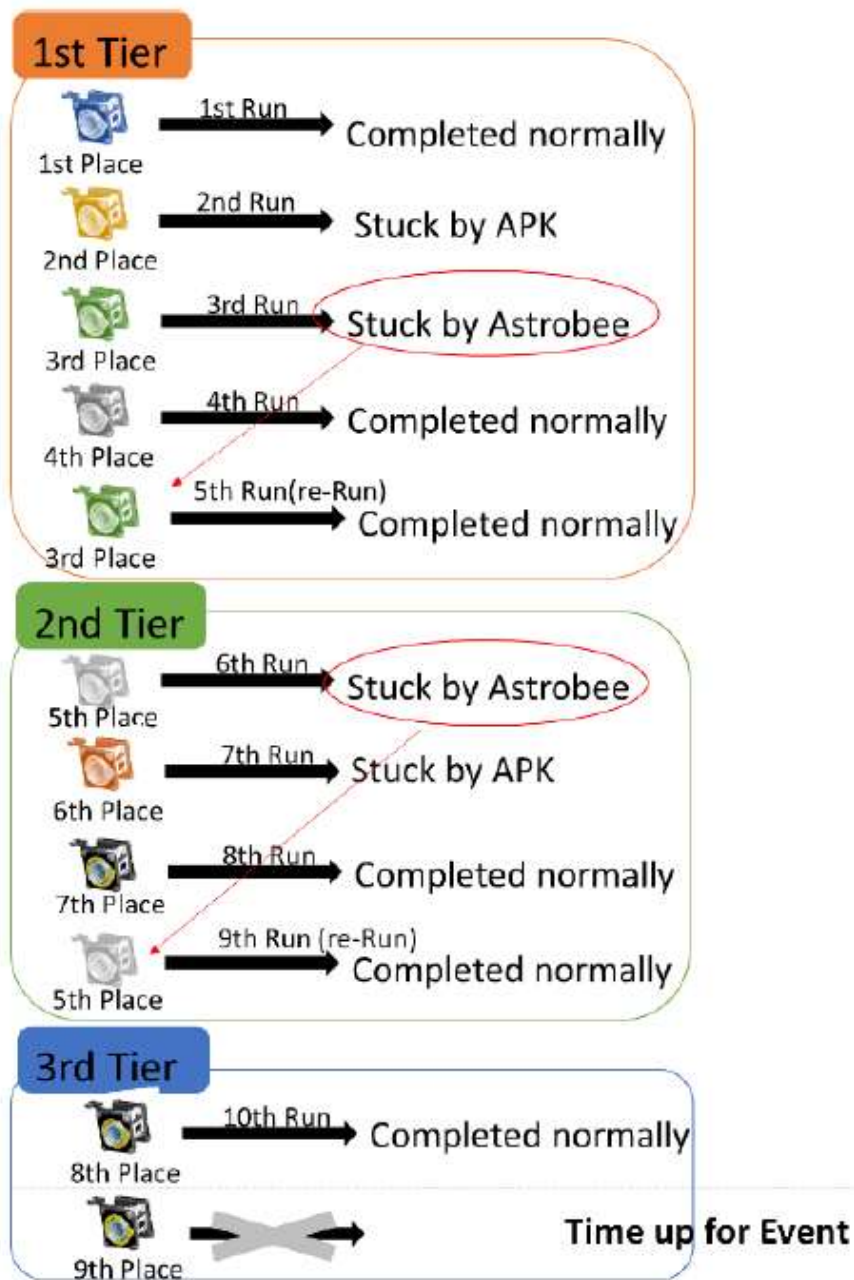 1st Tier
1st Run
Completed normally
1st Place
2nd Run
Stuck by APK
2nd Place
3rd Run
Stuck by Astrobee
3rd Place
4th Run
Completed normally
4th Place
5th Run(re-Run)
Completed normally
3rd Place
2nd Tier
6th Run
Stuck by Astrobee
5th Place
7th Run
Stuck by APK
6th Place
8th Run
Completed normally
7th Place
9th Run (re-Run)
Completed normally
5th Place
3rd Tier
10th Run
Completed normally
8th Place
Time up for Event
9th Place